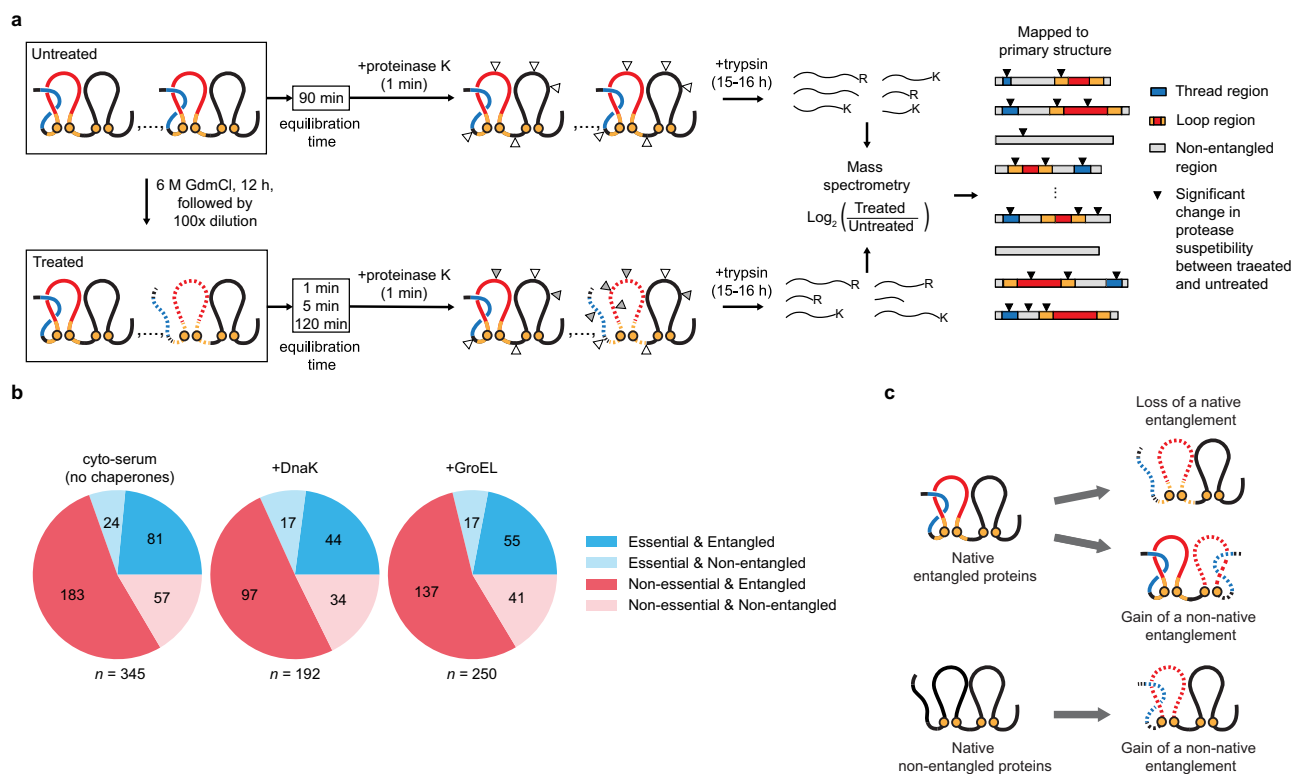 a
Untreated
90 min
equilibration
time
+proteinase K
(1 min)
+trypsin
(15–16 h)
R
K
R
K
K
Mapped to
primary structure
Thread region
Loop region
Non-entangled
region
Significant
change in
protease
suspetibility
between traeated
and untreated
6 M GdmCl, 12 h,
followed by
100x dilution
Mass
spectrometry
Log2 (Treated
Untreated)
Treated
1 min
5 min
120 min
equilibration
time
+proteinase K
(1 min)
+trypsin
(15–16 h)
R
R
R
K
K
b
cyto-serum
(no chaperones)
24
81
183
57
n = 345
+DnaK
17
44
97
34
n = 192
+GroEL
17
55
137
41
n = 250
Essential & Entangled
Essential & Non-entangled
Non-essential & Entangled
Non-essential & Non-entangled
c
Loss of a native
entanglement
Native
entangled proteins
Gain of a non-native
entanglement
Native
non-entangled proteins
Gain of a non-native
entanglement